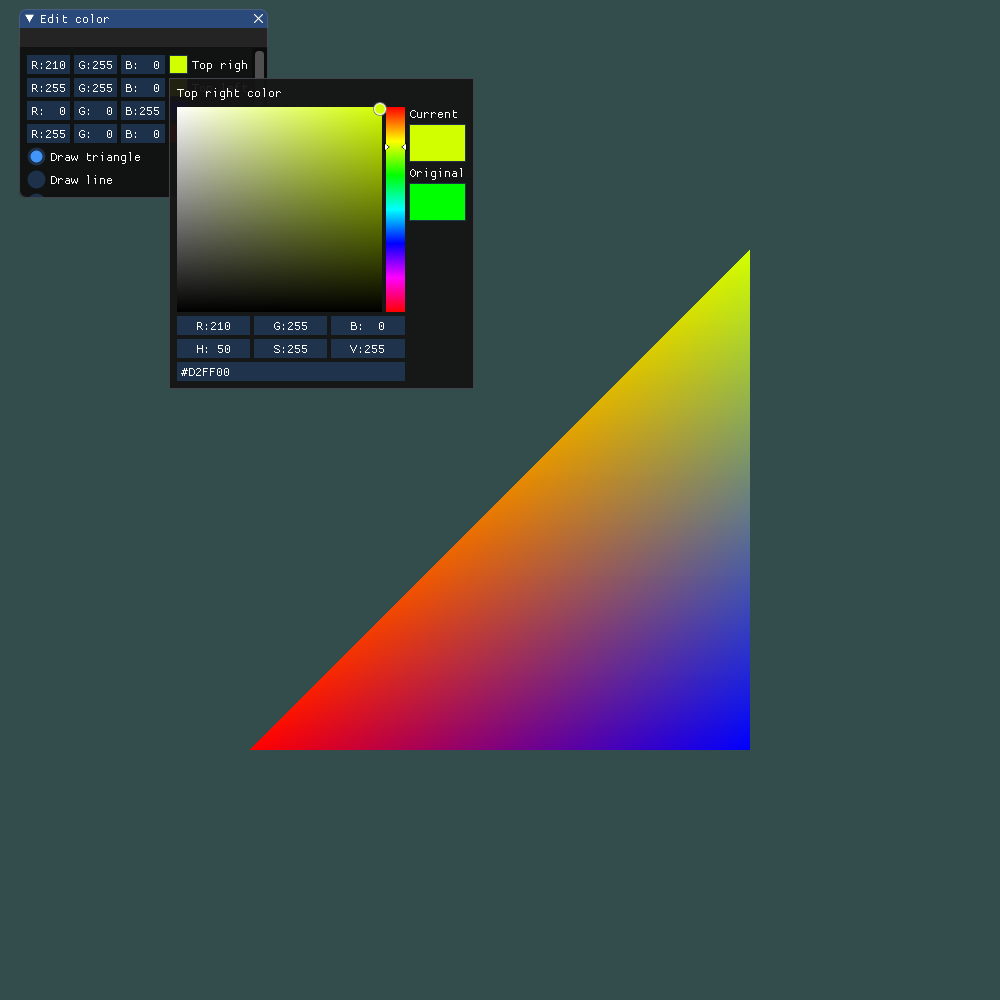 Edit color
R:210 G:255 B: 0 Top righ
R:255 G:255 B: 0
R: 0 G: 0 B:255
R:255 G: 0 B: 0
Draw triangle
Draw line
Top right color
Current
Original
R:210 G:255 B: 0
H: 50 S:255 V:255
#D2FF00